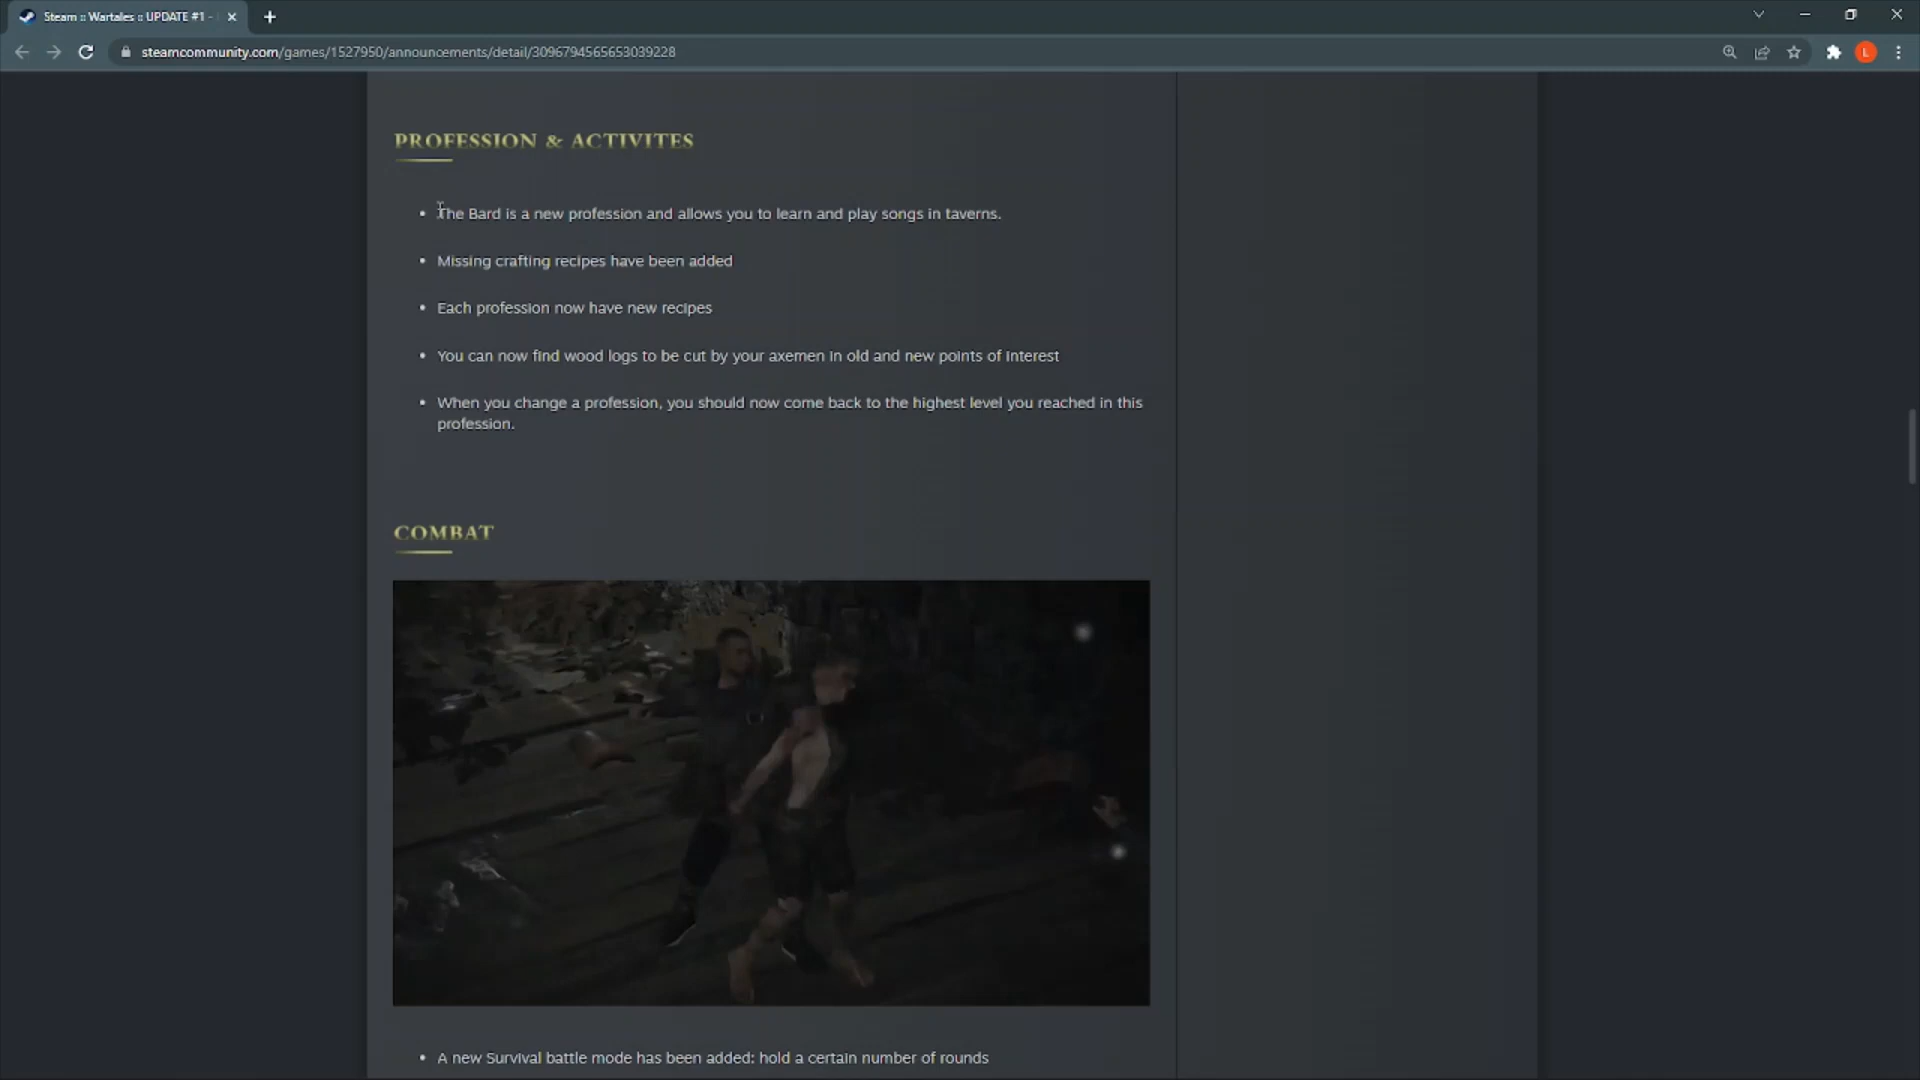 Steam :: Wartales :: UPDATE #1 -
steamcommunity.com/games/1527950/announcements/detail/3096794565653039228
L
PROFESSION & ACTIVITES
• The Bard is a new profession and allows you to learn and play songs in taverns.
• Missing crafting recipes have been added
• Each profession now have new recipes
• You can now find wood logs to be cut by your axemen in old and new points of interest
• When you change a profession, you should now come back to the highest level you reached in this
profession.
COMBAT
• A new Survival battle mode has been added: hold a certain number of rounds